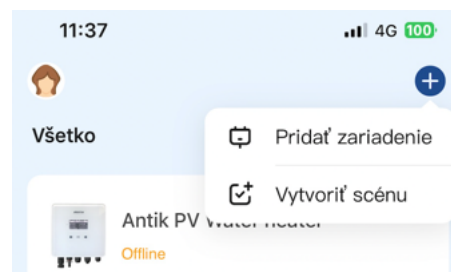 11:37
4G 100
Všetko
Pridať zariadenie
Vytvoriť scénu
Antik PV Water heater
Offline